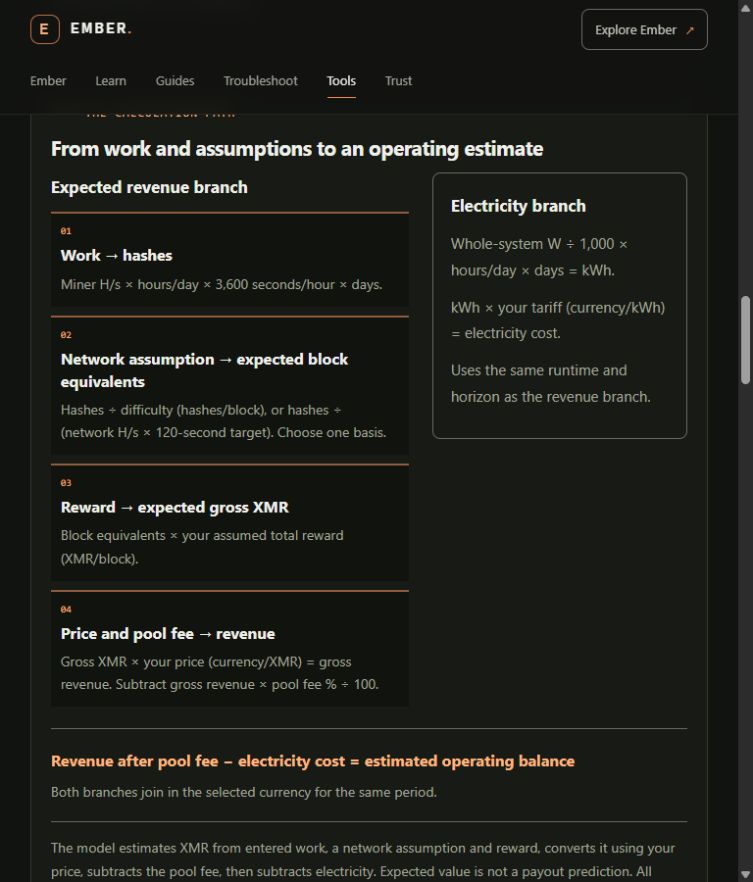 E EMBER.
Explore Ember ↗
Ember Learn Guides Troubleshoot Tools Trust
THE CALCULATION PATH
From work and assumptions to an operating estimate
Expected revenue branch
01
Work → hashes
Miner H/s × hours/day × 3,600 seconds/hour × days.
02
Network assumption → expected block
equivalents
Hashes ÷ difficulty (hashes/block), or hashes ÷
(network H/s × 120-second target). Choose one basis.
03
Reward → expected gross XMR
Block equivalents × your assumed total reward
(XMR/block).
04
Price and pool fee → revenue
Gross XMR × your price (currency/XMR) = gross
revenue. Subtract gross revenue × pool fee % ÷ 100.
Electricity branch
Whole-system W ÷ 1,000 ×
hours/day × days = kWh.
kWh × your tariff (currency/kWh)
= electricity cost.
Uses the same runtime and
horizon as the revenue branch.
Revenue after pool fee − electricity cost = estimated operating balance
Both branches join in the selected currency for the same period.
The model estimates XMR from entered work, a network assumption and reward, converts it using your
price, subtracts the pool fee, then subtracts electricity. Expected value is not a payout prediction. All